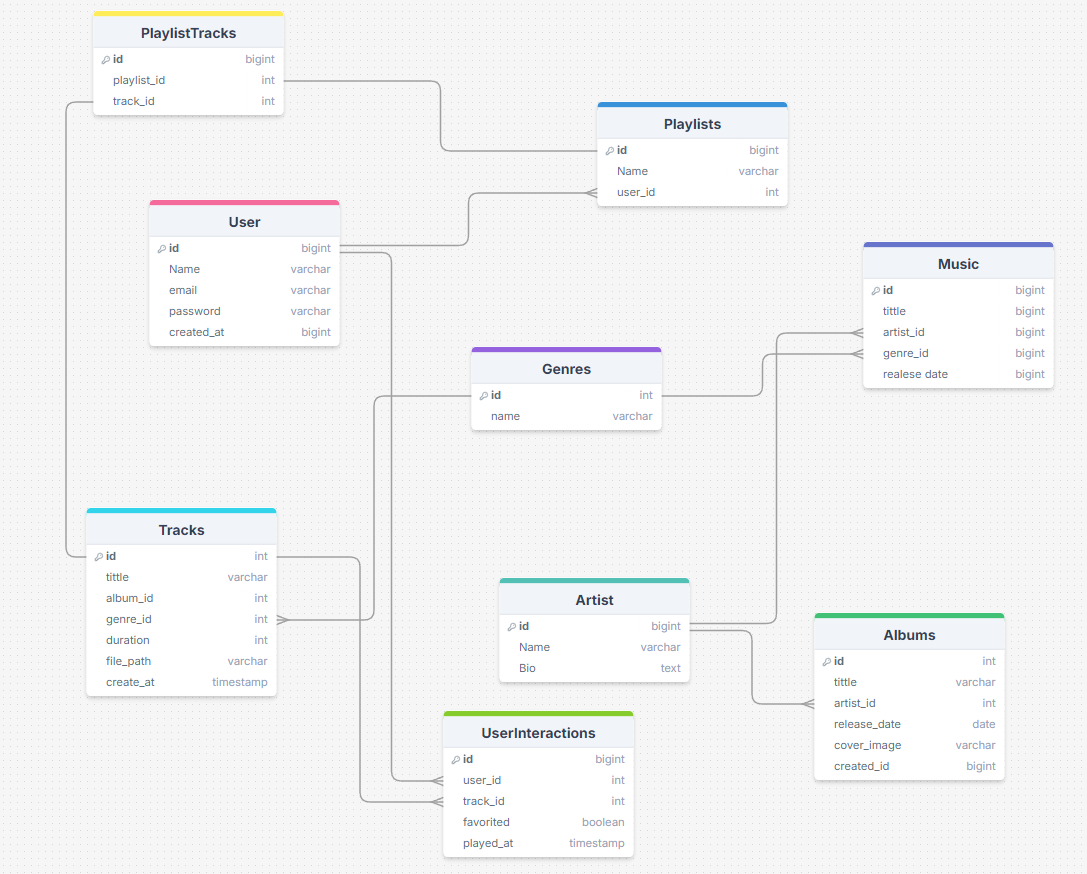 PlaylistTracks
id bigint
playlist_id int
track_id int
Playlists
id bigint
Name varchar
user_id int
User
id bigint
Name varchar
email varchar
password varchar
created_at bigint
Music
id bigint
tittle bigint
artist_id bigint
genre_id bigint
realese date bigint
Genres
id int
name varchar
Tracks
id int
tittle varchar
album_id int
genre_id int
duration int
file_path varchar
create_at timestamp
Artist
id bigint
Name varchar
Bio text
Albums
id int
tittle varchar
artist_id int
release_date date
cover_image varchar
created_id bigint
UserInteractions
id bigint
user_id int
track_id int
favorited boolean
played_at timestamp